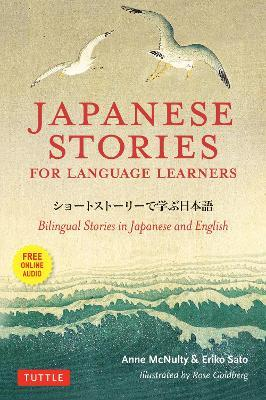 JAPANESE
STORIES
FOR LANGUAGE LEARNERS
ショートストーリーで学ぶ日本語
Bilingual Stories in Japanese and English
FREE
ONLINE
AUDIO
Anne McNulty & Eriko Sato
Illustrated by Rose Goldberg
TUTTLE